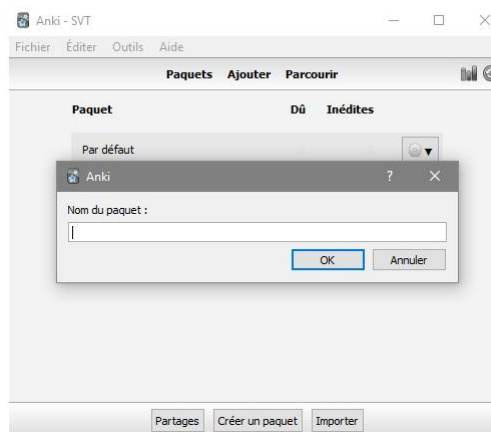 Anki - SVT
Fichier Éditer Outils Aide
Paquets Ajouter Parcourir
Paquet Dû Inédites
Par défaut
Anki
Nom du paquet :
OK Annuler
Partages Créer un paquet Importer